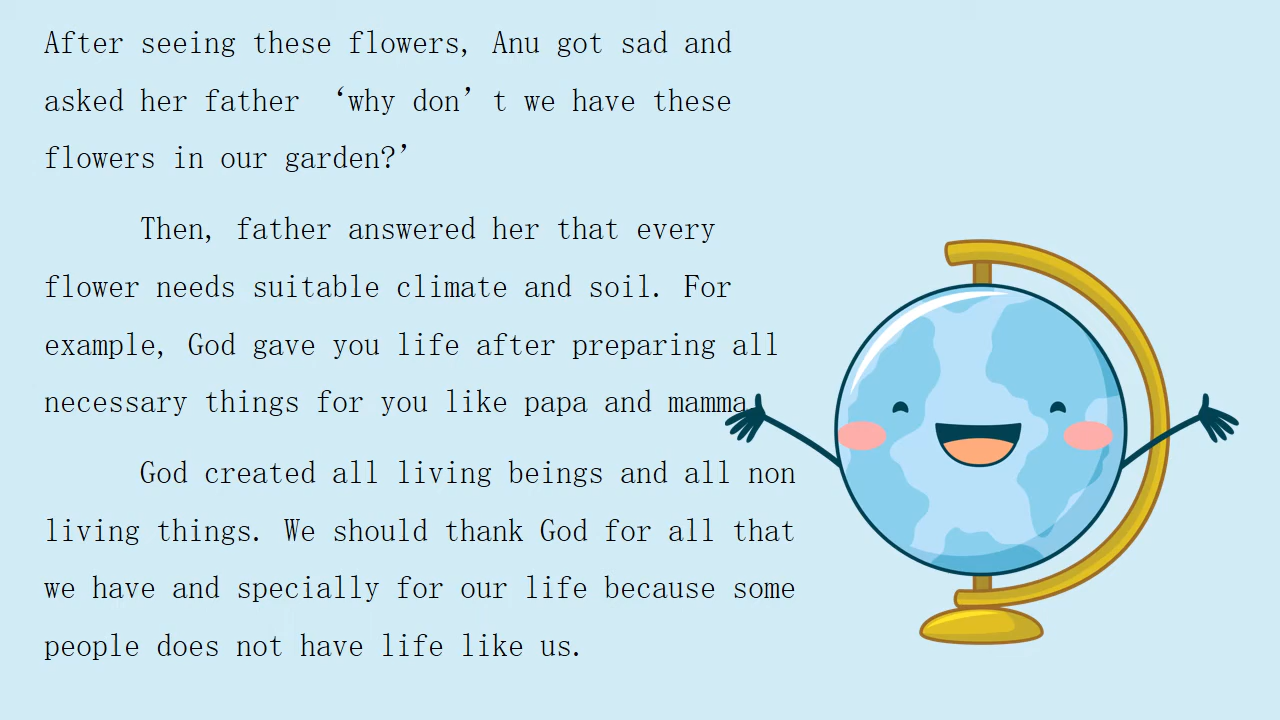 After seeing these flowers, Anu got sad and
asked her father ‘why don’t we have these
flowers in our garden?’
Then, father answered her that every
flower needs suitable climate and soil. For
example, God gave you life after preparing all
necessary things for you like papa and mamma
God created all living beings and all non
living things. We should thank God for all that
we have and specially for our life because some
people does not have life like us.